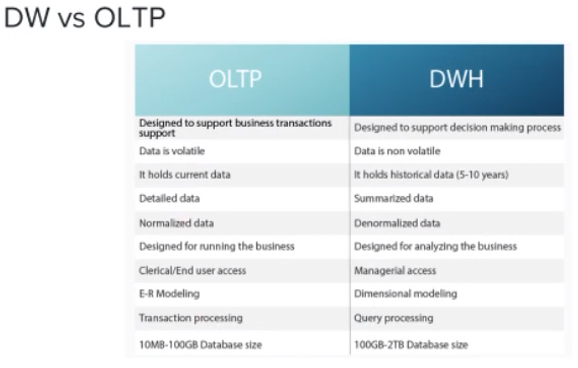 DW vs OLTP
OLTP DWH
Designed to support business transactions
support
Designed to support decision making process
Data is volatile Data is non volatile
It holds current data It holds historical data (5-10 years)
Detailed data Summarized data
Normalized data Denormalized data
Designed for running the business Designed for analyzing the business
Clerical/End user access Managerial access
E-R Modeling Dimensional modeling
Transaction processing Query processing
10MB-100GB Database size 100GB-2TB Database size